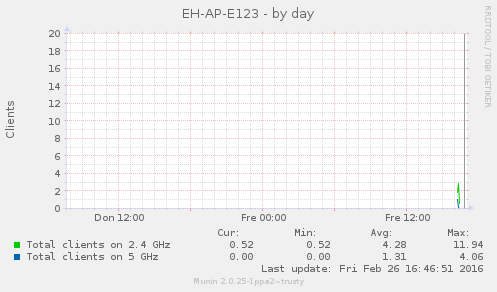 EH-AP-E123 - by day
RRDTOOL / TOBI OETIKER
Clients
20
18
16
14
12
10
8
6
4
2
0
Don 12:00 Fre 00:00 Fre 12:00
Cur: Min: Avg: Max:
Total clients on 2.4 GHz 0.52 0.52 4.28 11.94
Total clients on 5 GHz 0.00 0.00 1.31 4.06
Last update: Fri Feb 26 16:46:51 2016
Munin 2.0.25-1ppa2~trusty